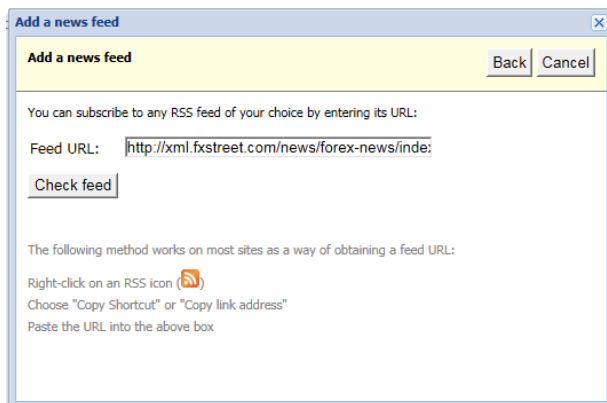 Add a news feed
Add a news feed
Back Cancel
You can subscribe to any RSS feed of your choice by entering its URL:
Feed URL: http://xml.fxstreet.com/news/forex-news/index
Check feed
The following method works on most sites as a way of obtaining a feed URL:
Right-click on an RSS icon ( )
Choose "Copy Shortcut" or "Copy link address"
Paste the URL into the above box